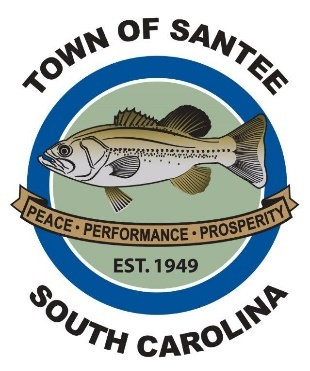 TOWN OF SANTEE
PEACE • PERFORMANCE • PROSPERITY
EST. 1949
SOUTH CAROLINA